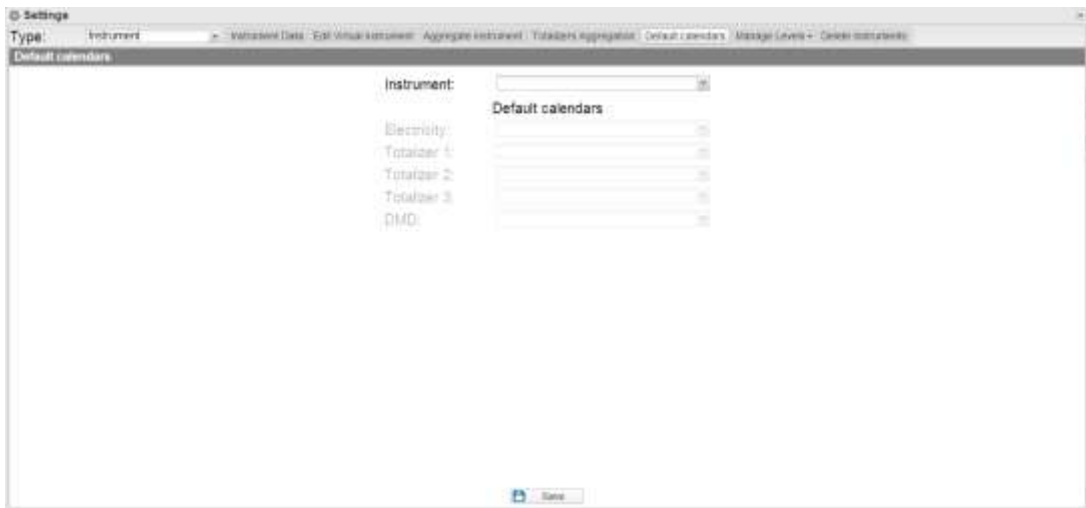 Settings
Type: Instrument Instrument Data Edit Virtual Instrument Aggregate Instrument Totalizers Aggregation Default calendars Manage Levels Delete Instruments
Default calendars
Instrument:
Default calendars
Electricity:
Totalizer 1:
Totalizer 2:
Totalizer 3:
DMD:
Save